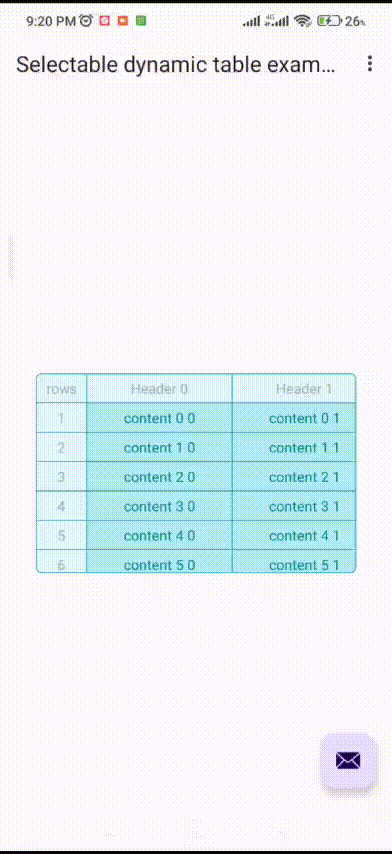 9:20 PM 4G 26%
Selectable dynamic table exam...
rows Header 0 Header 1
1 content 0 0 content 0 1
2 content 1 0 content 1 1
3 content 2 0 content 2 1
4 content 3 0 content 3 1
5 content 4 0 content 4 1
6 content 5 0 content 5 1